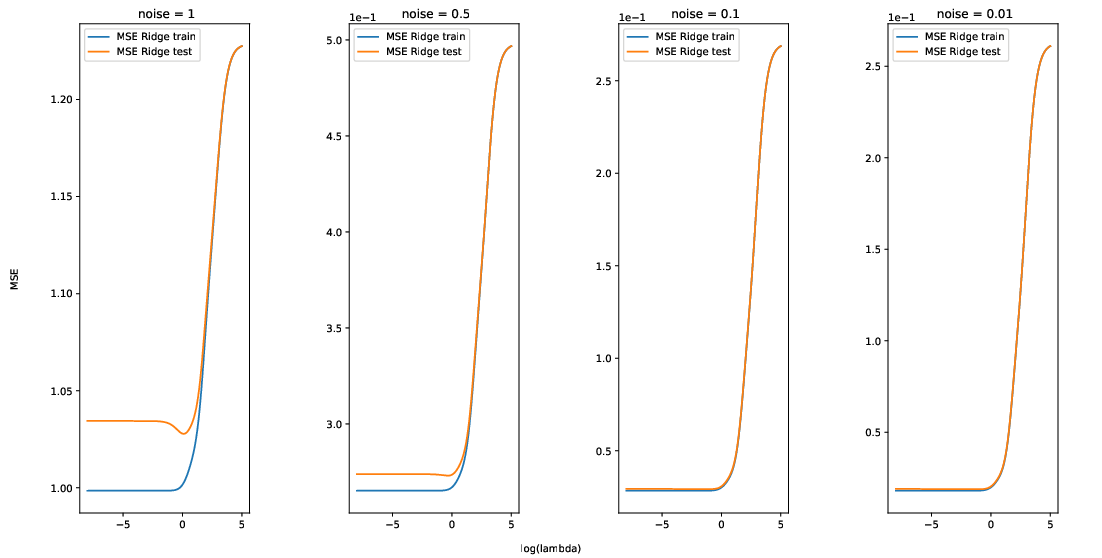 noise = 1
MSE Ridge train
MSE Ridge test
1.20
1.15
1.10
1.05
1.00
−5
0
5
MSE
1e−1
noise = 0.5
MSE Ridge train
MSE Ridge test
5.0
4.5
4.0
3.5
3.0
−5
0
5
1e−1
noise = 0.1
MSE Ridge train
MSE Ridge test
2.5
2.0
1.5
1.0
0.5
−5
0
5
1e−1
noise = 0.01
MSE Ridge train
MSE Ridge test
2.5
2.0
1.5
1.0
0.5
−5
0
5
log(lambda)